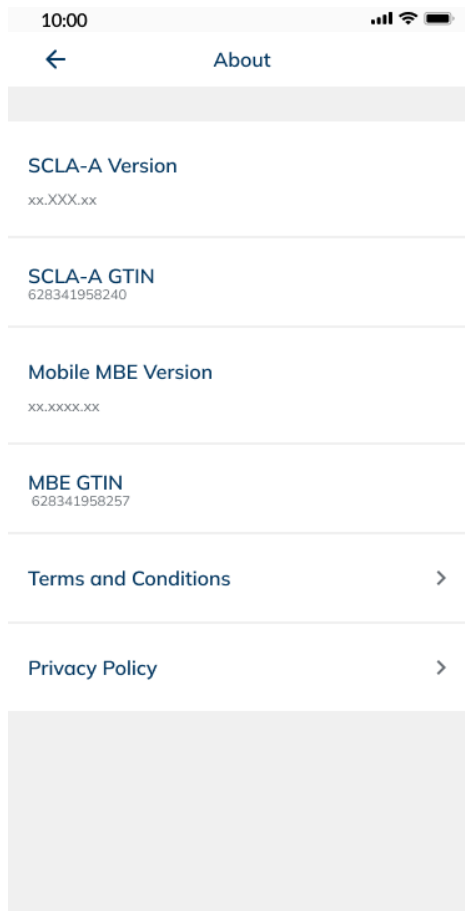 10:00
About
SCLA-A Version
xx.XXX.xx
SCLA-A GTIN
628341958240
Mobile MBE Version
xx.xxxx.xx
MBE GTIN
628341958257
Terms and Conditions
Privacy Policy